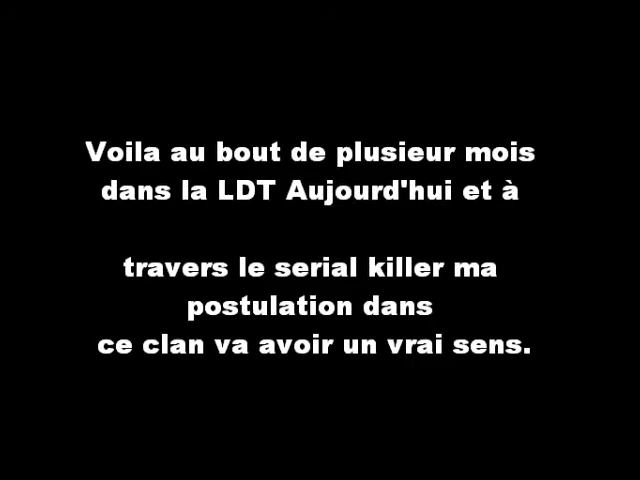 Voila au bout de plusieur mois
dans la LDT Aujourd'hui et à
travers le serial killer ma
postulation dans
ce clan va avoir un vrai sens.